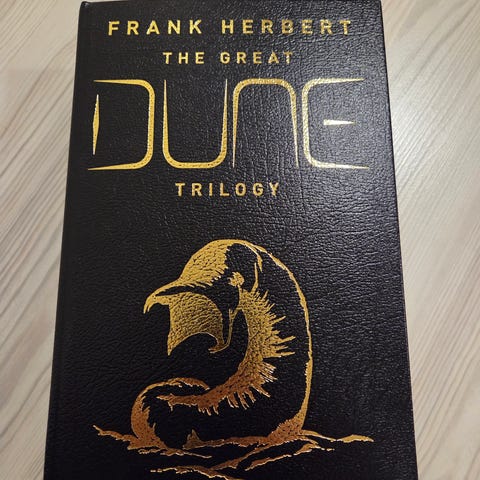 FRANK HERBERT
THE GREAT
DUNE
TRILOGY